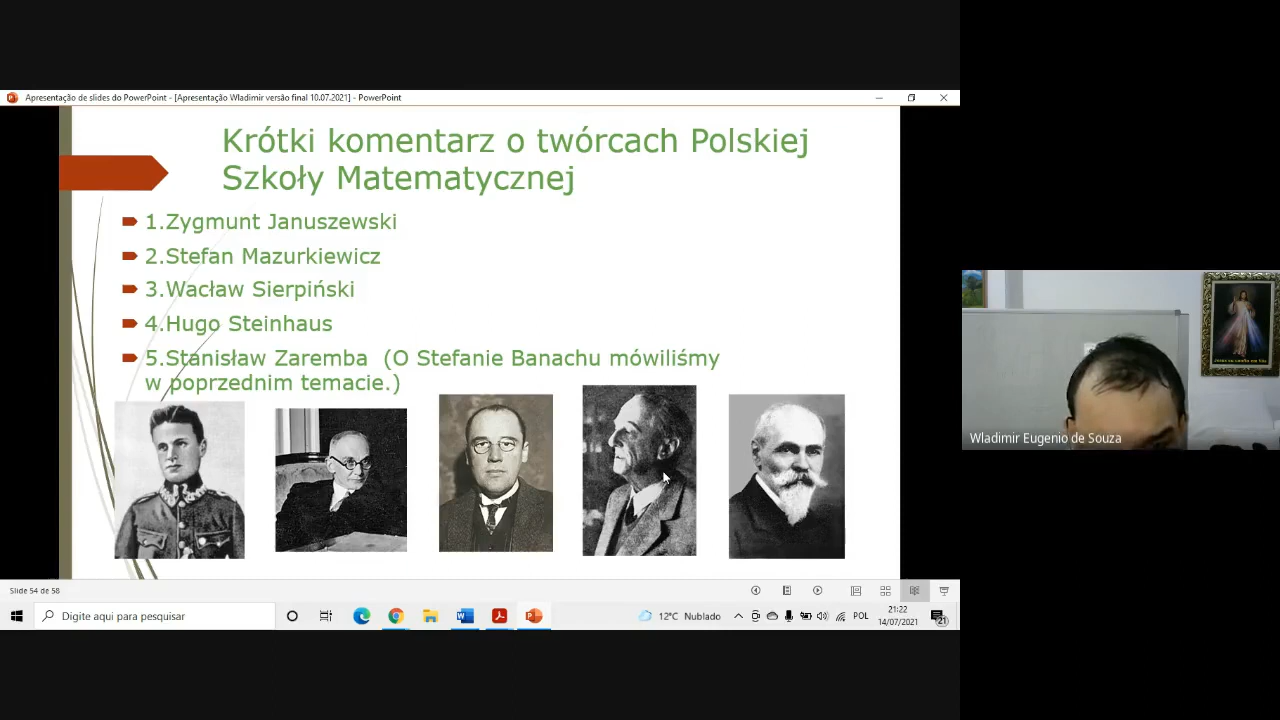 Apresentação de slides do PowerPoint - [Apresentação Wladimir versão final 10.07.2021] - PowerPoint
Krótki komentarz o twórcach Polskiej
Szkoły Matematycznej
1.Zygmunt Januszewski
2.Stefan Mazurkiewicz
3.Wacław Sierpiński
4.Hugo Steinhaus
5.Stanisław Zaremba (O Stefanie Banachu mówiliśmy
w poprzednim temacie.)
Wladimir Eugenio de Souza
Slide 54 de 58
Digite aqui para pesquisar
12°C Nublado
POL
21:22
14/07/2021
21